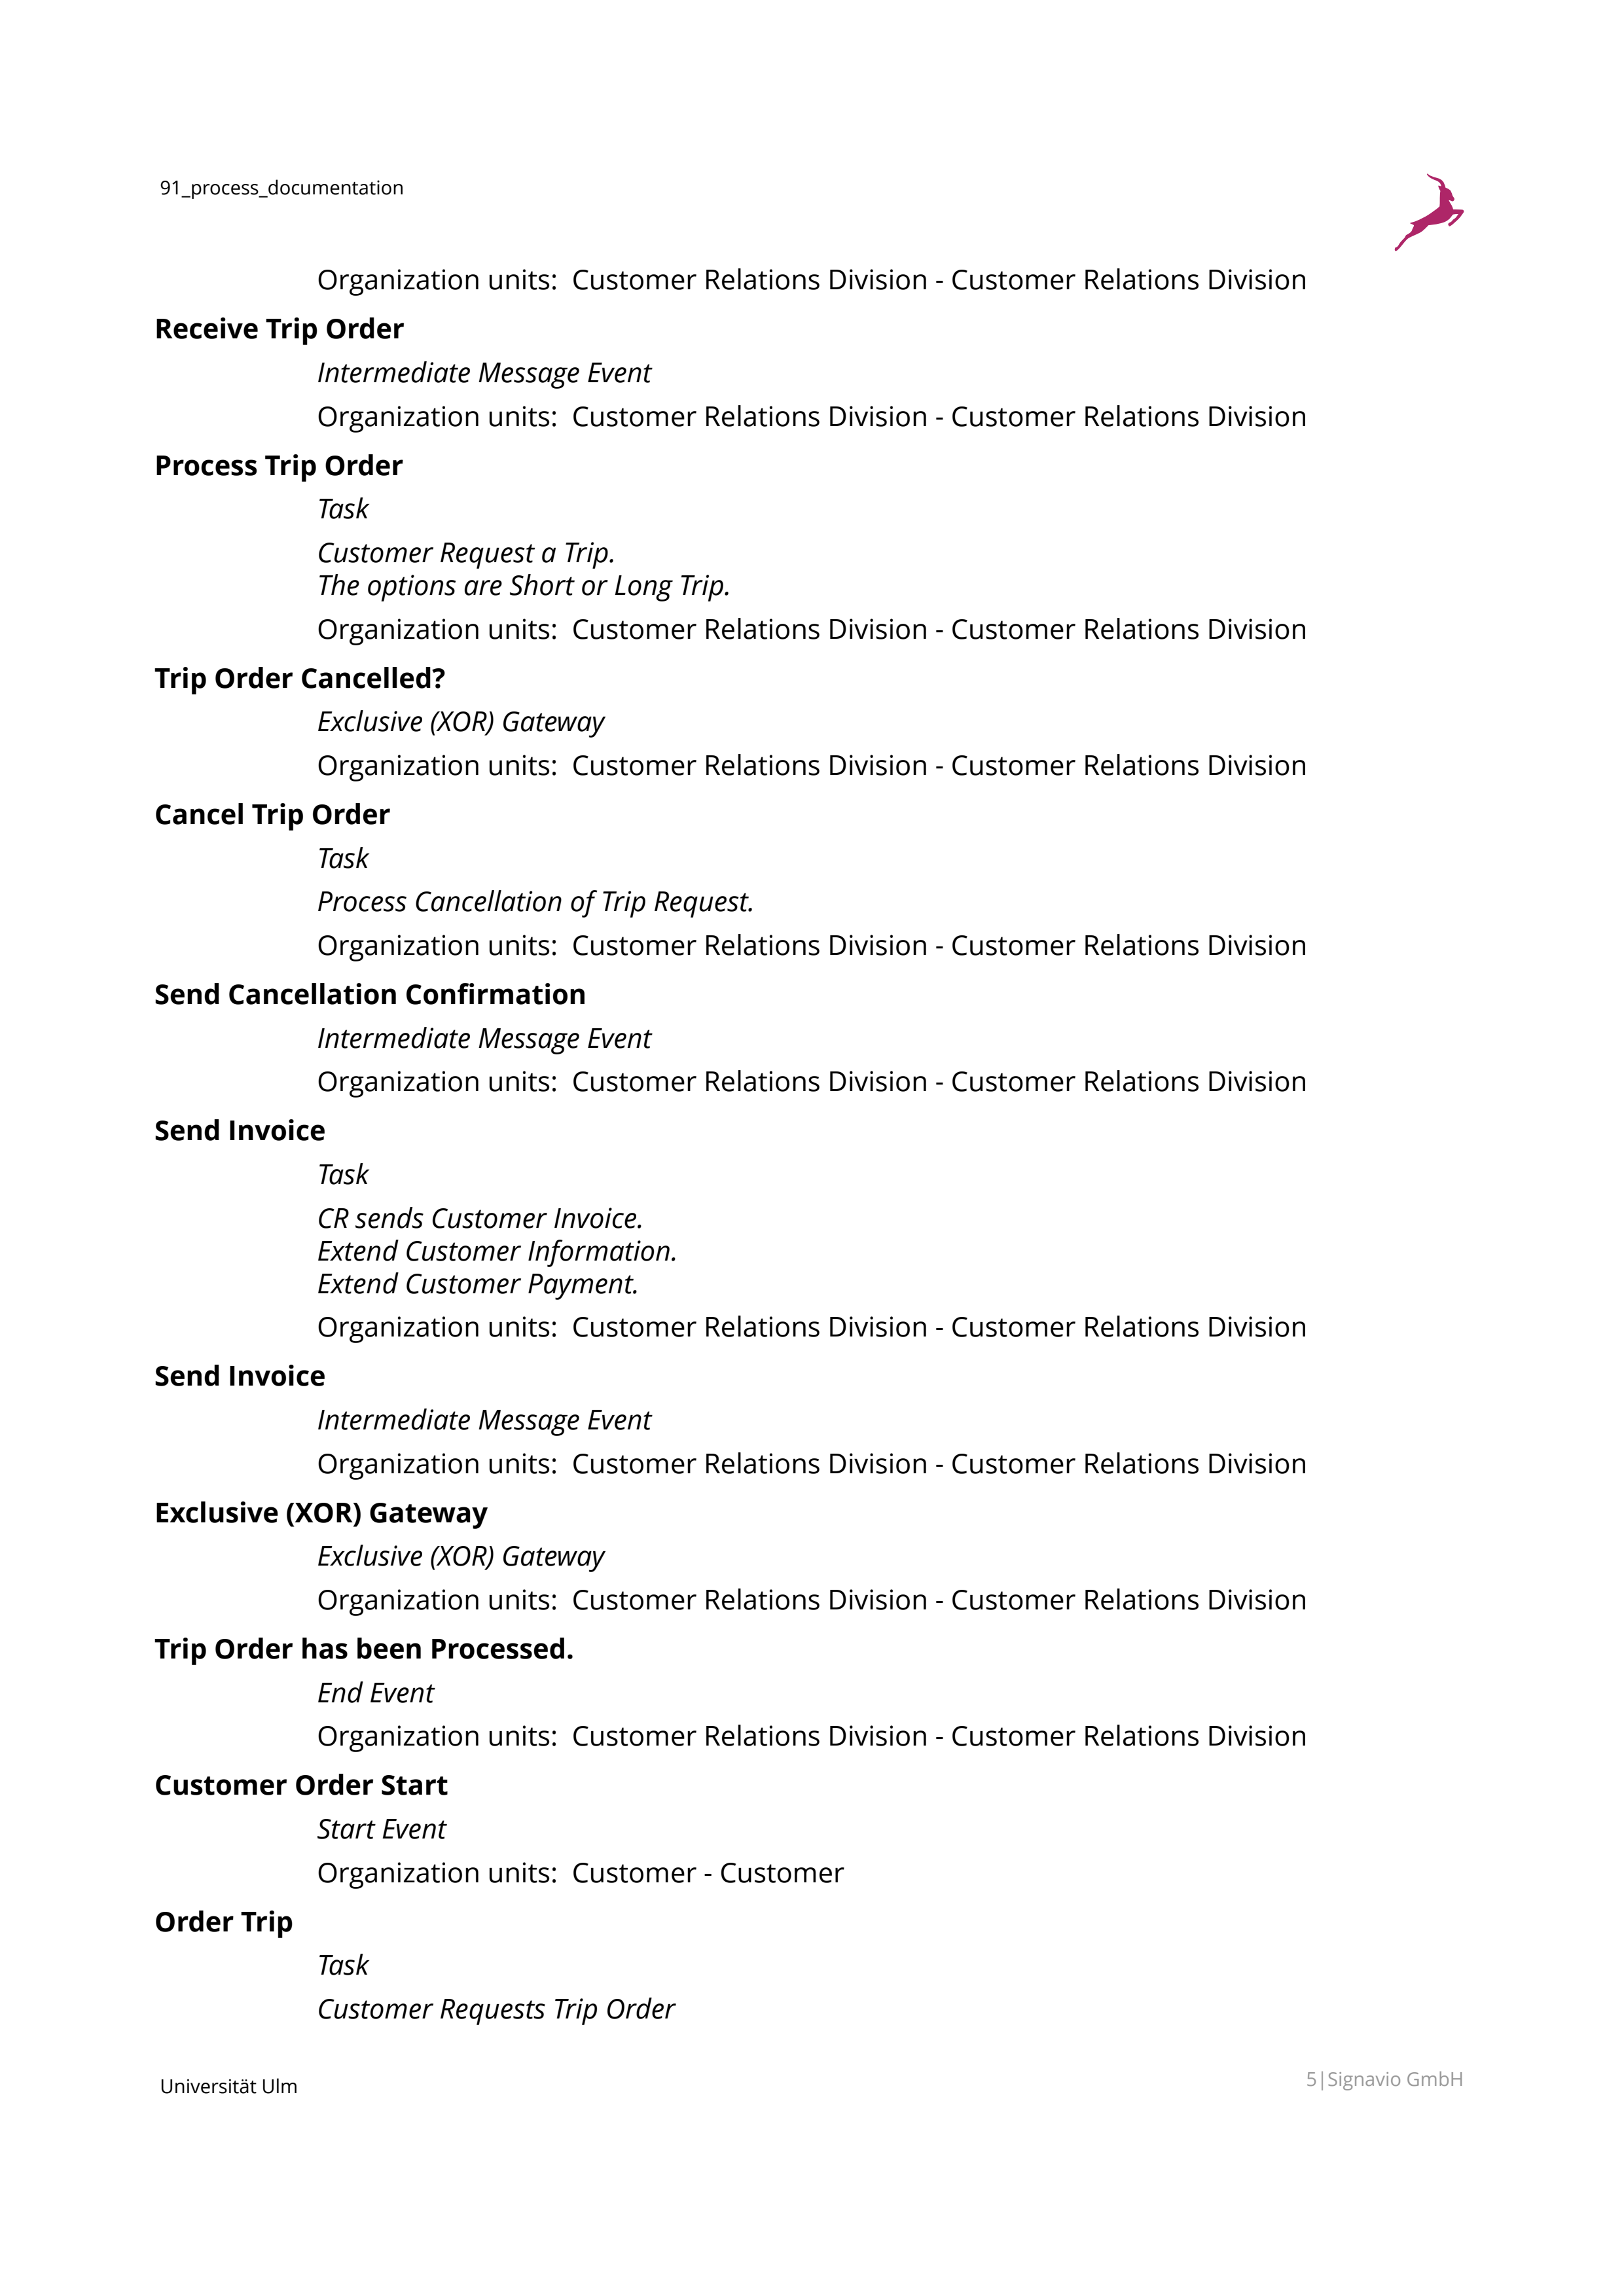 91_process_documentation
Organization units:  Customer Relations Division - Customer Relations Division
Receive Trip Order
Intermediate Message Event
Organization units:  Customer Relations Division - Customer Relations Division
Process Trip Order
Task
Customer Request a Trip.
The options are Short or Long Trip.
Organization units:  Customer Relations Division - Customer Relations Division
Trip Order Cancelled?
Exclusive (XOR) Gateway
Organization units:  Customer Relations Division - Customer Relations Division
Cancel Trip Order
Task
Process Cancellation of Trip Request.
Organization units:  Customer Relations Division - Customer Relations Division
Send Cancellation Confirmation
Intermediate Message Event
Organization units:  Customer Relations Division - Customer Relations Division
Send Invoice
Task
CR sends Customer Invoice.
Extend Customer Information.
Extend Customer Payment.
Organization units:  Customer Relations Division - Customer Relations Division
Send Invoice
Intermediate Message Event
Organization units:  Customer Relations Division - Customer Relations Division
Exclusive (XOR) Gateway
Exclusive (XOR) Gateway
Organization units:  Customer Relations Division - Customer Relations Division
Trip Order has been Processed.
End Event
Organization units:  Customer Relations Division - Customer Relations Division
Customer Order Start
Start Event
Organization units:  Customer - Customer
Order Trip
Task
Customer Requests Trip Order
Universität Ulm
5|Signavio GmbH